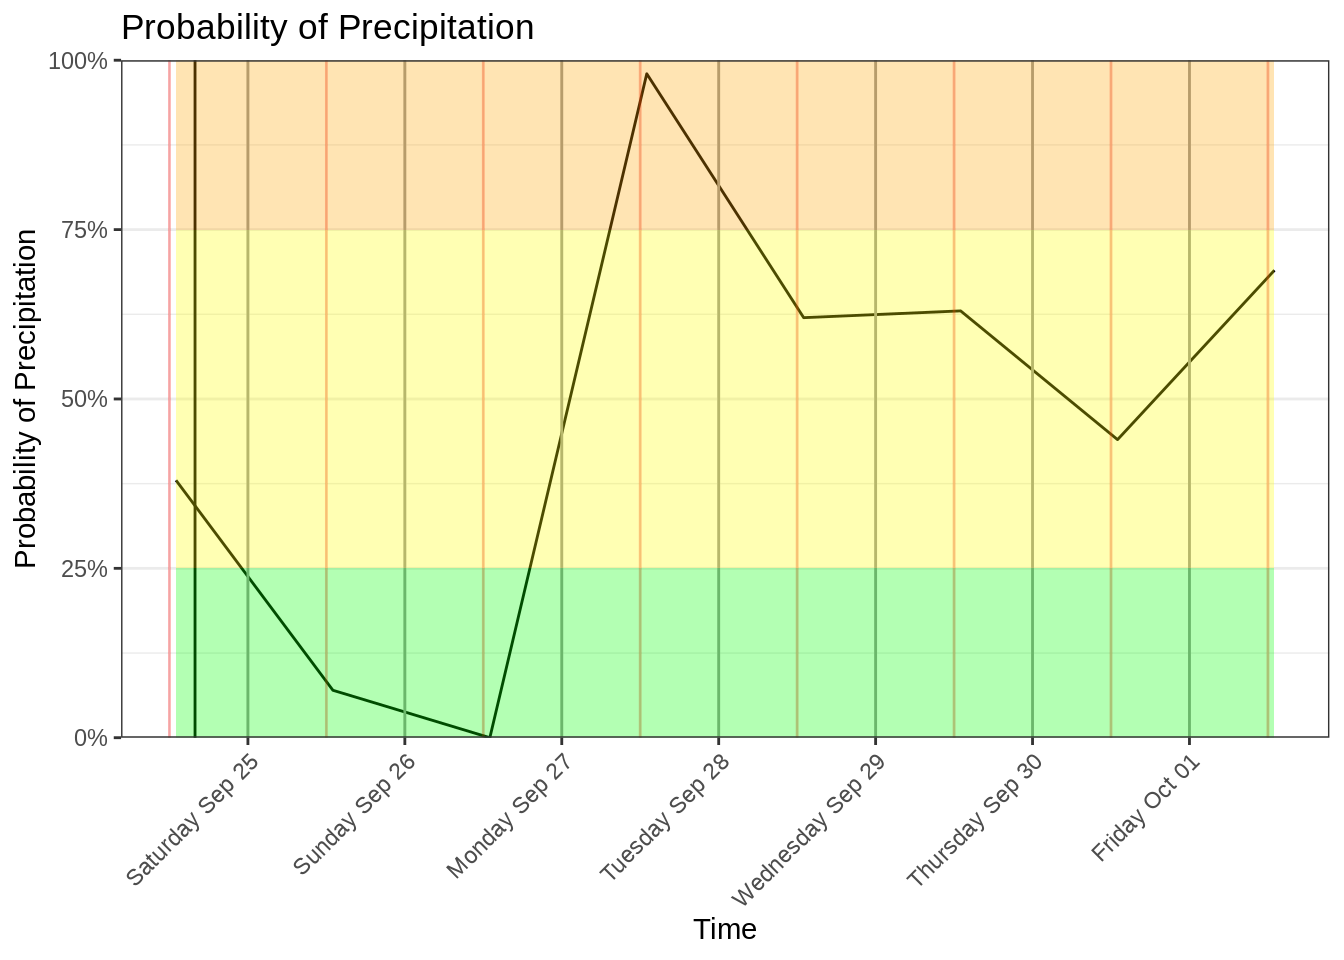 Probability of Precipitation
Probability of Precipitation
100%
75%
50%
25%
0%
Saturday Sep 25
Sunday Sep 26
Monday Sep 27
Tuesday Sep 28
Wednesday Sep 29
Thursday Sep 30
Friday Oct 01
Time